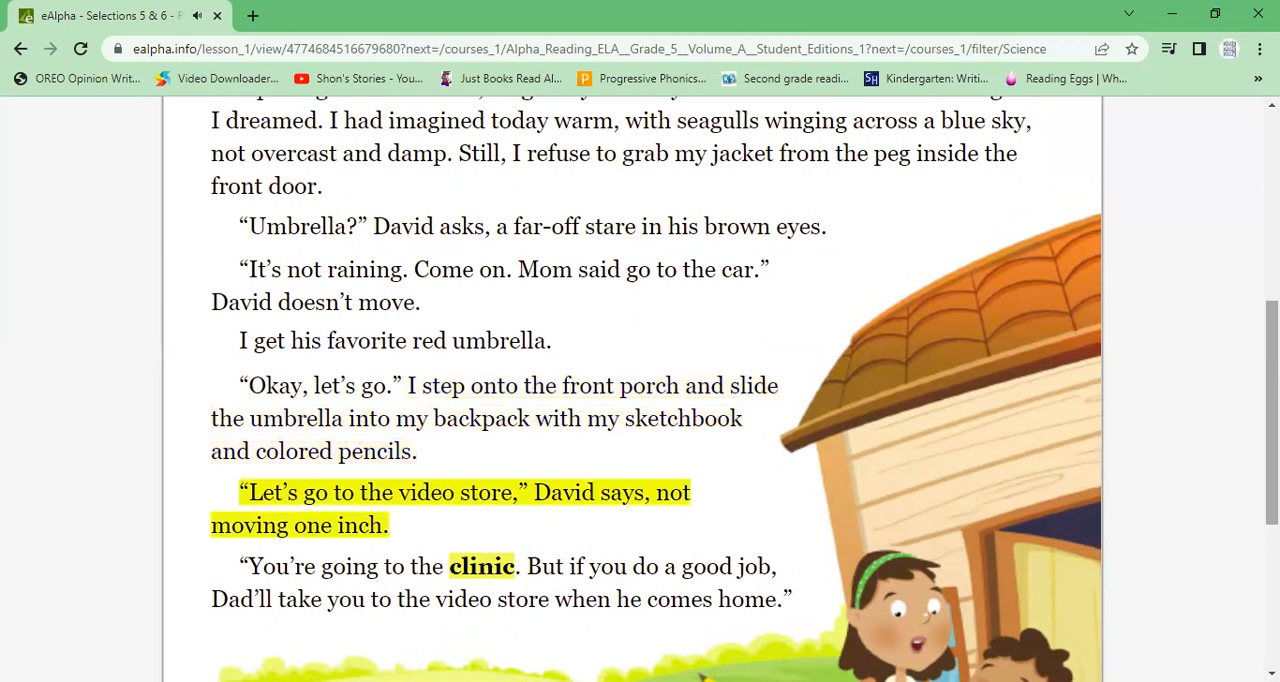 eAlpha - Selections 5 & 6 - F
ealpha.info/lesson_1/view/4774684516679680?next=/courses_1/Alpha_Reading_ELA__Grade_5__Volume_A__Student_Editions_1?next=/courses_1/filter/Science
OREO Opinion Writ... Video Downloader... Shon's Stories - You... Just Books Read Al... Progressive Phonics... Second grade readi... Kindergarten: Writi... Reading Eggs | Wh... »
I dreamed. I had imagined today warm, with seagulls winging across a blue sky,
not overcast and damp. Still, I refuse to grab my jacket from the peg inside the
front door.
“Umbrella?” David asks, a far-off stare in his brown eyes.
“It’s not raining. Come on. Mom said go to the car.”
David doesn’t move.
I get his favorite red umbrella.
“Okay, let’s go.” I step onto the front porch and slide
the umbrella into my backpack with my sketchbook
and colored pencils.
“Let’s go to the video store,” David says, not
moving one inch.
“You’re going to the clinic. But if you do a good job,
Dad’ll take you to the video store when he comes home.”